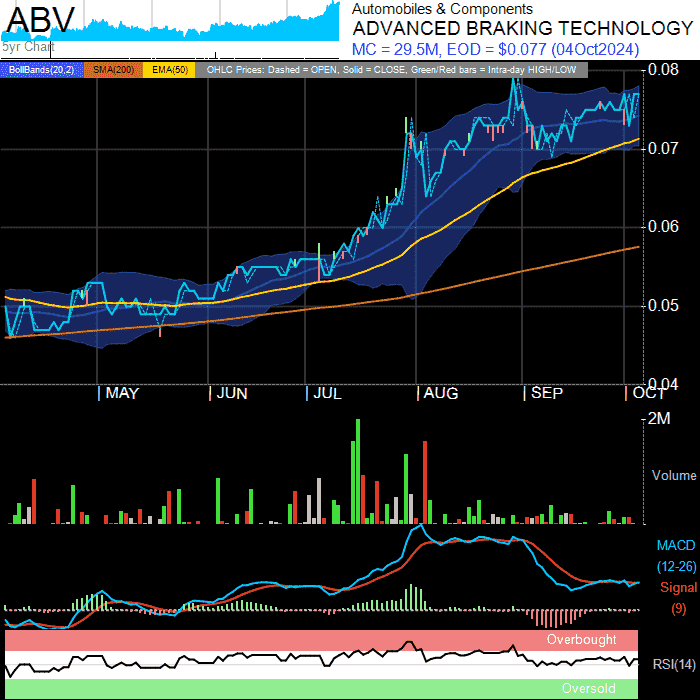 ABV
5yr Chart
Automobiles & Components
ADVANCED BRAKING TECHNOLOGY
MC = 29.5M, EOD = $0.077 (04Oct2024)
BollBands(20,2) SMA(200) EMA(50) OHLC Prices: Dashed = OPEN, Solid = CLOSE, Green/Red bars = Intra-day HIGH/LOW
0.08
0.07
0.06
0.05
0.04
MAY JUN JUL AUG SEP OCT
2M
Volume
MACD
(12-26)
Signal
(9)
Overbought
RSI(14)
Oversold